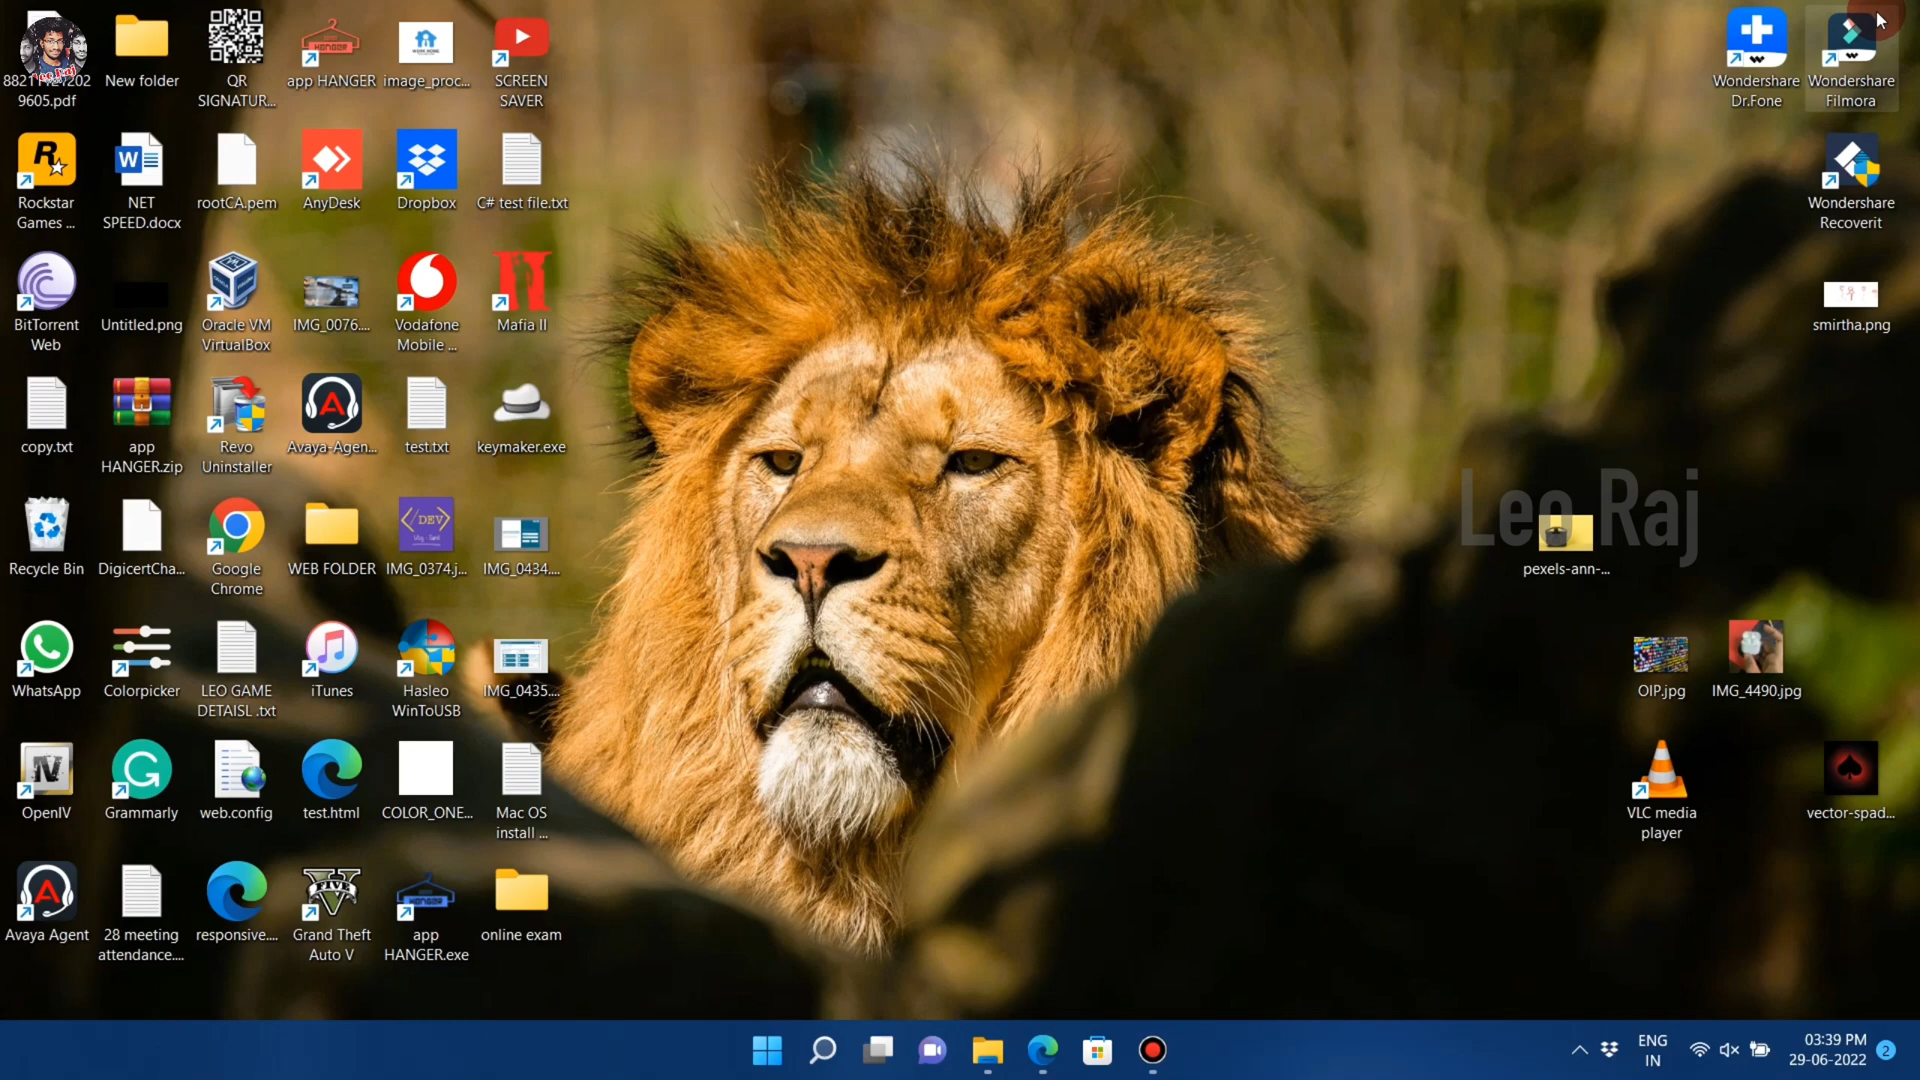 Leo Raj
9605.pdf
New folder
QR
SIGNATUR...
app HANGER
image_proc...
SCREEN
SAVER
Wondershare
Dr.Fone
Wondershare
Filmora
Rockstar
Games ...
NET
SPEED.docx
rootCA.pem
AnyDesk
Dropbox
C# test file.txt
Wondershare
Recoverit
BitTorrent
Web
Untitled.png
Oracle VM
VirtualBox
IMG_0076....
Vodafone
Mobile ...
Mafia II
smirtha.png
copy.txt
app
HANGER.zip
Revo
Uninstaller
Avaya-Agen...
test.txt
keymaker.exe
Leo Raj
Recycle Bin
DigicertCha...
Google
Chrome
WEB FOLDER
</DEV>
IMG_0374.j...
IMG_0434....
pexels-ann-...
WhatsApp
Colorpicker
LEO GAME
DETAISL .txt
iTunes
Hasleo
WinToUSB
IMG_0435....
OIP.jpg
IMG_4490.jpg
OpenIV
Grammarly
web.config
test.html
COLOR_ONE...
Mac OS
install ...
VLC media
player
vector-spad...
Avaya Agent
28 meeting
attendance....
responsive....
FIVE
Grand Theft
Auto V
app
HANGER.exe
online exam
ENG
IN
03:39 PM
29-06-2022
2